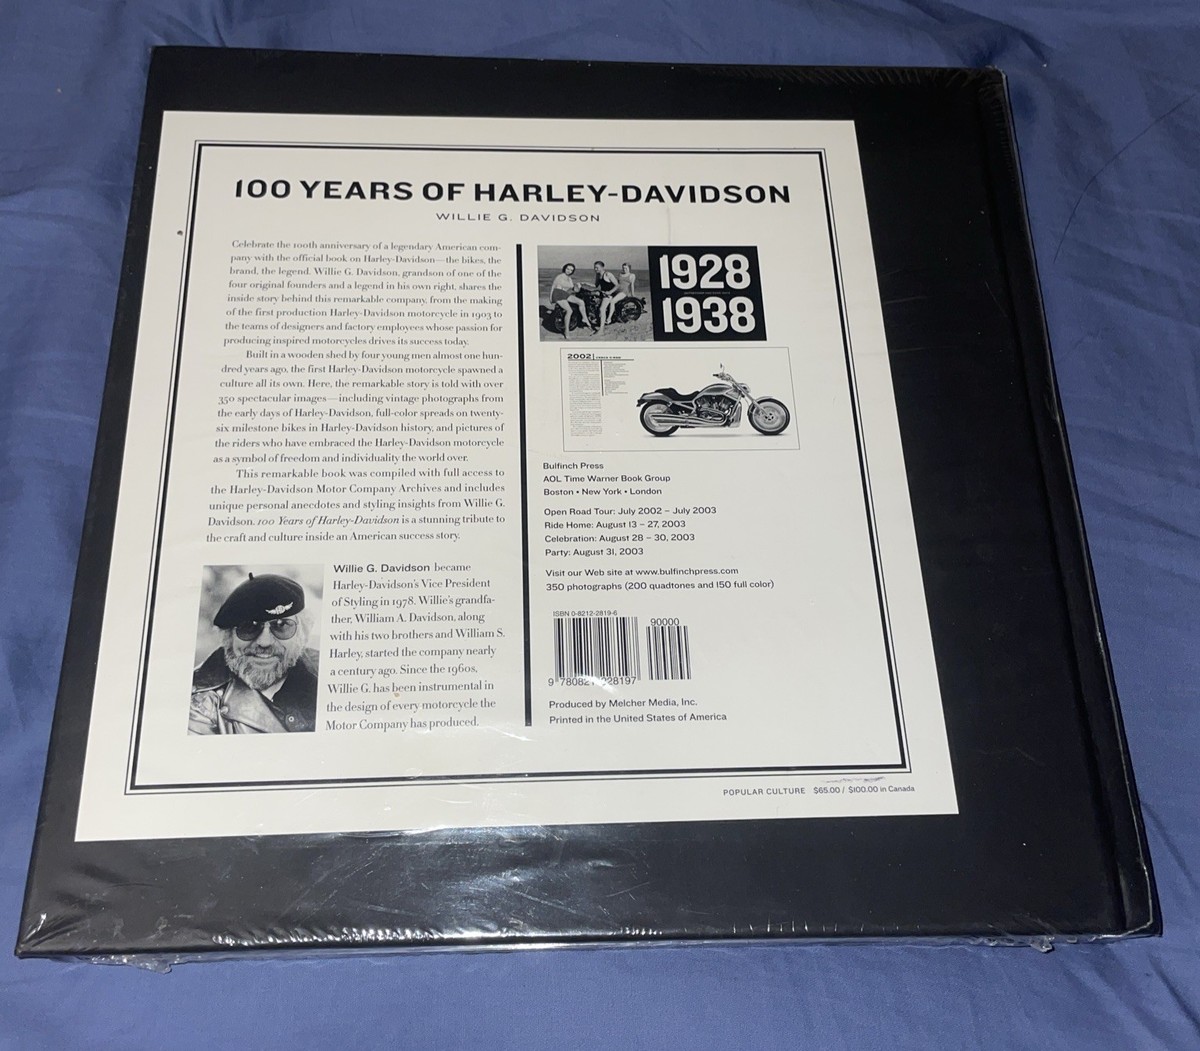 100 YEARS OF HARLEY-DAVIDSON
WILLIE G. DAVIDSON
Celebrate the 100th anniversary of a legendary American com-
pany with the official book on Harley-Davidson—the bikes, the
brand, the legend. Willie G. Davidson, grandson of one of the
four original founders and a legend in his own right, shares the
inside story behind this remarkable company, from the making
of the first production Harley-Davidson motorcycle in 1903 to
the teams of designers and factory employees whose passion for
producing inspired motorcycles drives its success today.
Built in a wooden shed by four young men almost one hun-
dred years ago, the first Harley-Davidson motorcycle spawned a
culture all its own. Here, the remarkable story is told with over
350 spectacular images—including vintage photographs from
the early days of Harley-Davidson, full-color spreads on twenty-
six milestone bikes in Harley-Davidson history, and pictures of
the riders who have embraced the Harley-Davidson motorcycle
as a symbol of freedom and individuality the world over.
This remarkable book was compiled with full access to
the Harley-Davidson Motor Company Archives and includes
unique personal anecdotes and styling insights from Willie G.
Davidson. 100 Years of Harley-Davidson is a stunning tribute to
the craft and culture inside an American success story.
Willie G. Davidson became
Harley-Davidson's Vice President
of Styling in 1978. Willie's grandfa-
ther, William A. Davidson, along
with his two brothers and William S.
Harley, started the company nearly
a century ago. Since the 1960s,
Willie G. has been instrumental in
the design of every motorcycle the
Motor Company has produced.
1928
1938
2002
Bulfinch Press
AOL Time Warner Book Group
Boston • New York • London
Open Road Tour: July 2002 – July 2003
Ride Home: August 13 – 27, 2003
Celebration: August 28 – 30, 2003
Party: August 31, 2003
Visit our Web site at www.bulfinchpress.com
350 photographs (200 quadtones and 150 full color)
ISBN 0-8212-2819-6
90000
9 780821 228197
Produced by Melcher Media, Inc.
Printed in the United States of America
POPULAR CULTURE $65.00 / $100.00 in Canada